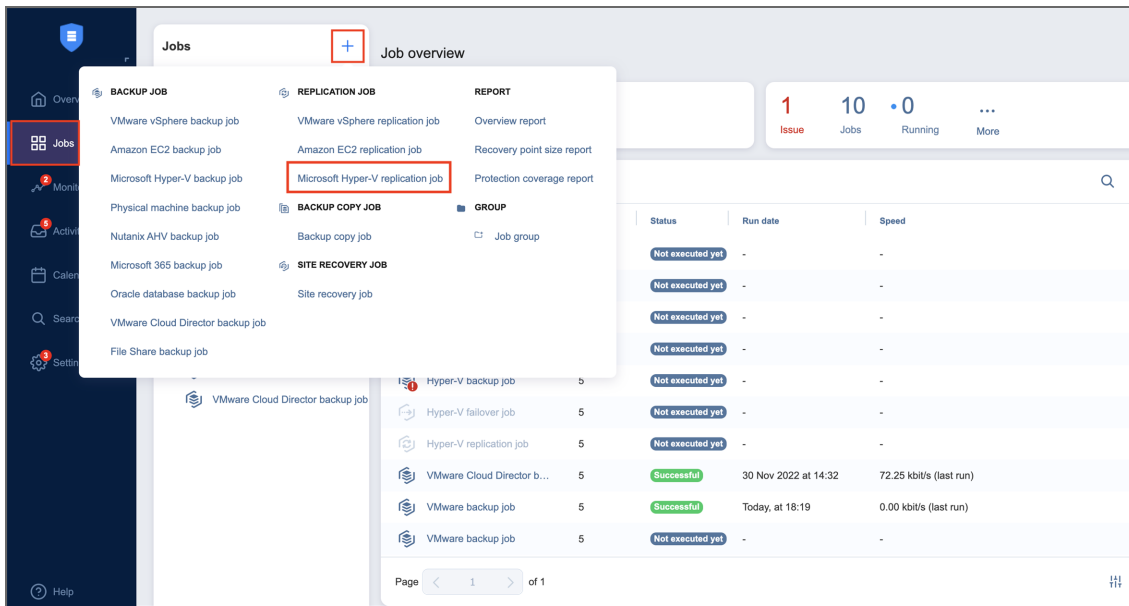 Jobs
+
Job overview
Overv
Jobs
2
Monit
5
Activit
Calen
Searc
3
Settin
Help
BACKUP JOB
VMware vSphere backup job
Amazon EC2 backup job
Microsoft Hyper-V backup job
Physical machine backup job
Nutanix AHV backup job
Microsoft 365 backup job
Oracle database backup job
VMware Cloud Director backup job
File Share backup job
REPLICATION JOB
VMware vSphere replication job
Amazon EC2 replication job
Microsoft Hyper-V replication job
BACKUP COPY JOB
Backup copy job
SITE RECOVERY JOB
Site recovery job
REPORT
Overview report
Recovery point size report
Protection coverage report
GROUP
Job group
VMware Cloud Director backup job
1 10 0 ...
Issue Jobs Running More
Status Run date Speed
Not executed yet - -
Not executed yet - -
Not executed yet - -
Not executed yet - -
Hyper-V backup job 5 Not executed yet - -
Hyper-V failover job 5 Not executed yet - -
Hyper-V replication job 5 Not executed yet - -
VMware Cloud Director b... 5 Successful 30 Nov 2022 at 14:32 72.25 kbit/s (last run)
VMware backup job 5 Successful Today, at 18:19 0.00 kbit/s (last run)
VMware backup job 5 Not executed yet - -
Page < 1 > of 1